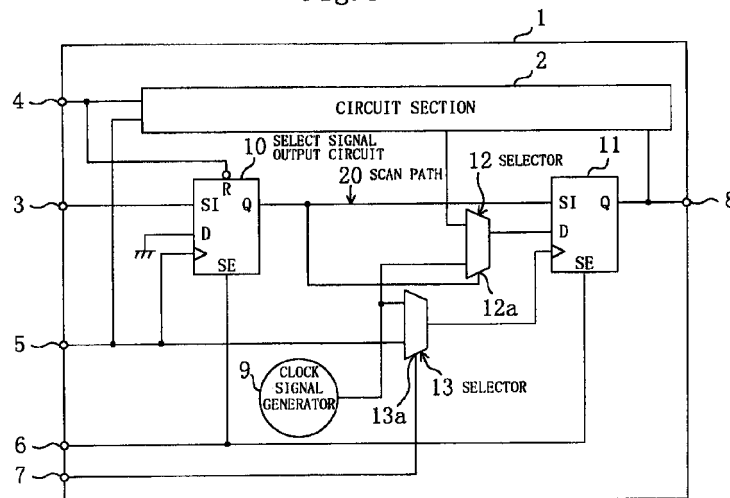 1
2
4
CIRCUIT SECTION
10 SELECT SIGNAL
OUTPUT CIRCUIT
12 SELECTOR
11
20 SCAN PATH
R
3
SI Q
SI Q
8
D
D
SE
SE
12a
5
9
CLOCK
SIGNAL
GENERATOR
13 SELECTOR
13a
6
7